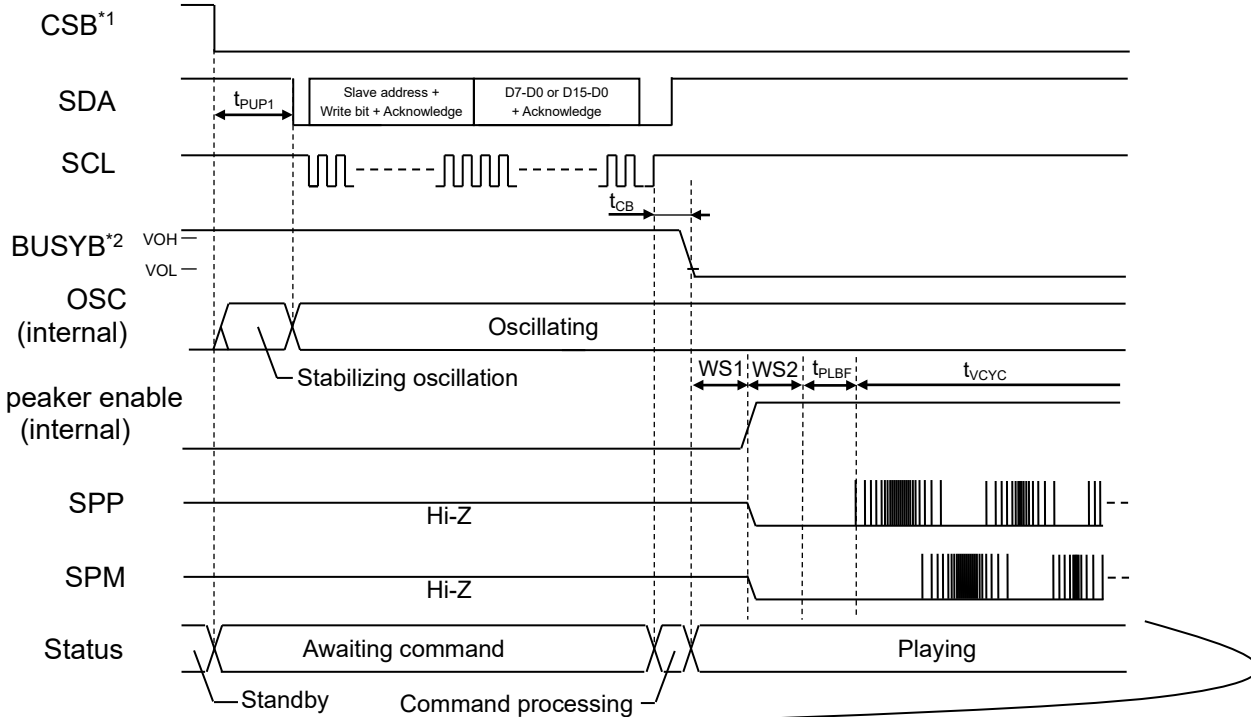 CSB*1
SDA
tPUP1
Slave address +
Write bit + Acknowledge
D7-D0 or D15-D0
+ Acknowledge
SCL
tCB
BUSYB*2
VOH
VOL
OSC
(internal)
Oscillating
Stabilizing oscillation
WS1 WS2 tPLBF tVCYC
peaker enable
(internal)
SPP
Hi-Z
SPM
Hi-Z
Status
Awaiting command
Playing
Standby
Command processing